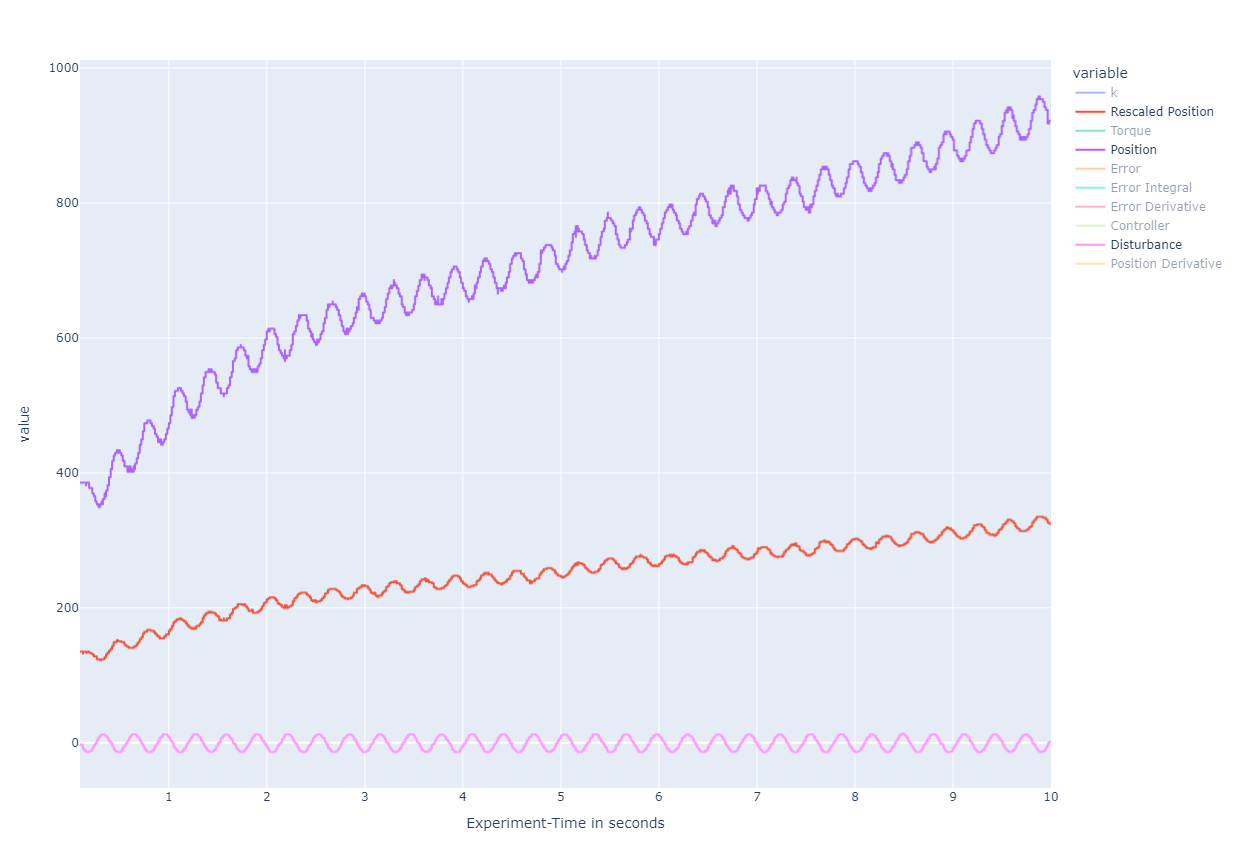 1000
800
600
400
200
0
value
1 2 3 4 5 6 7 8 9 10
Experiment-Time in seconds
variable
k
Rescaled Position
Torque
Position
Error
Error Integral
Error Derivative
Controller
Disturbance
Position Derivative